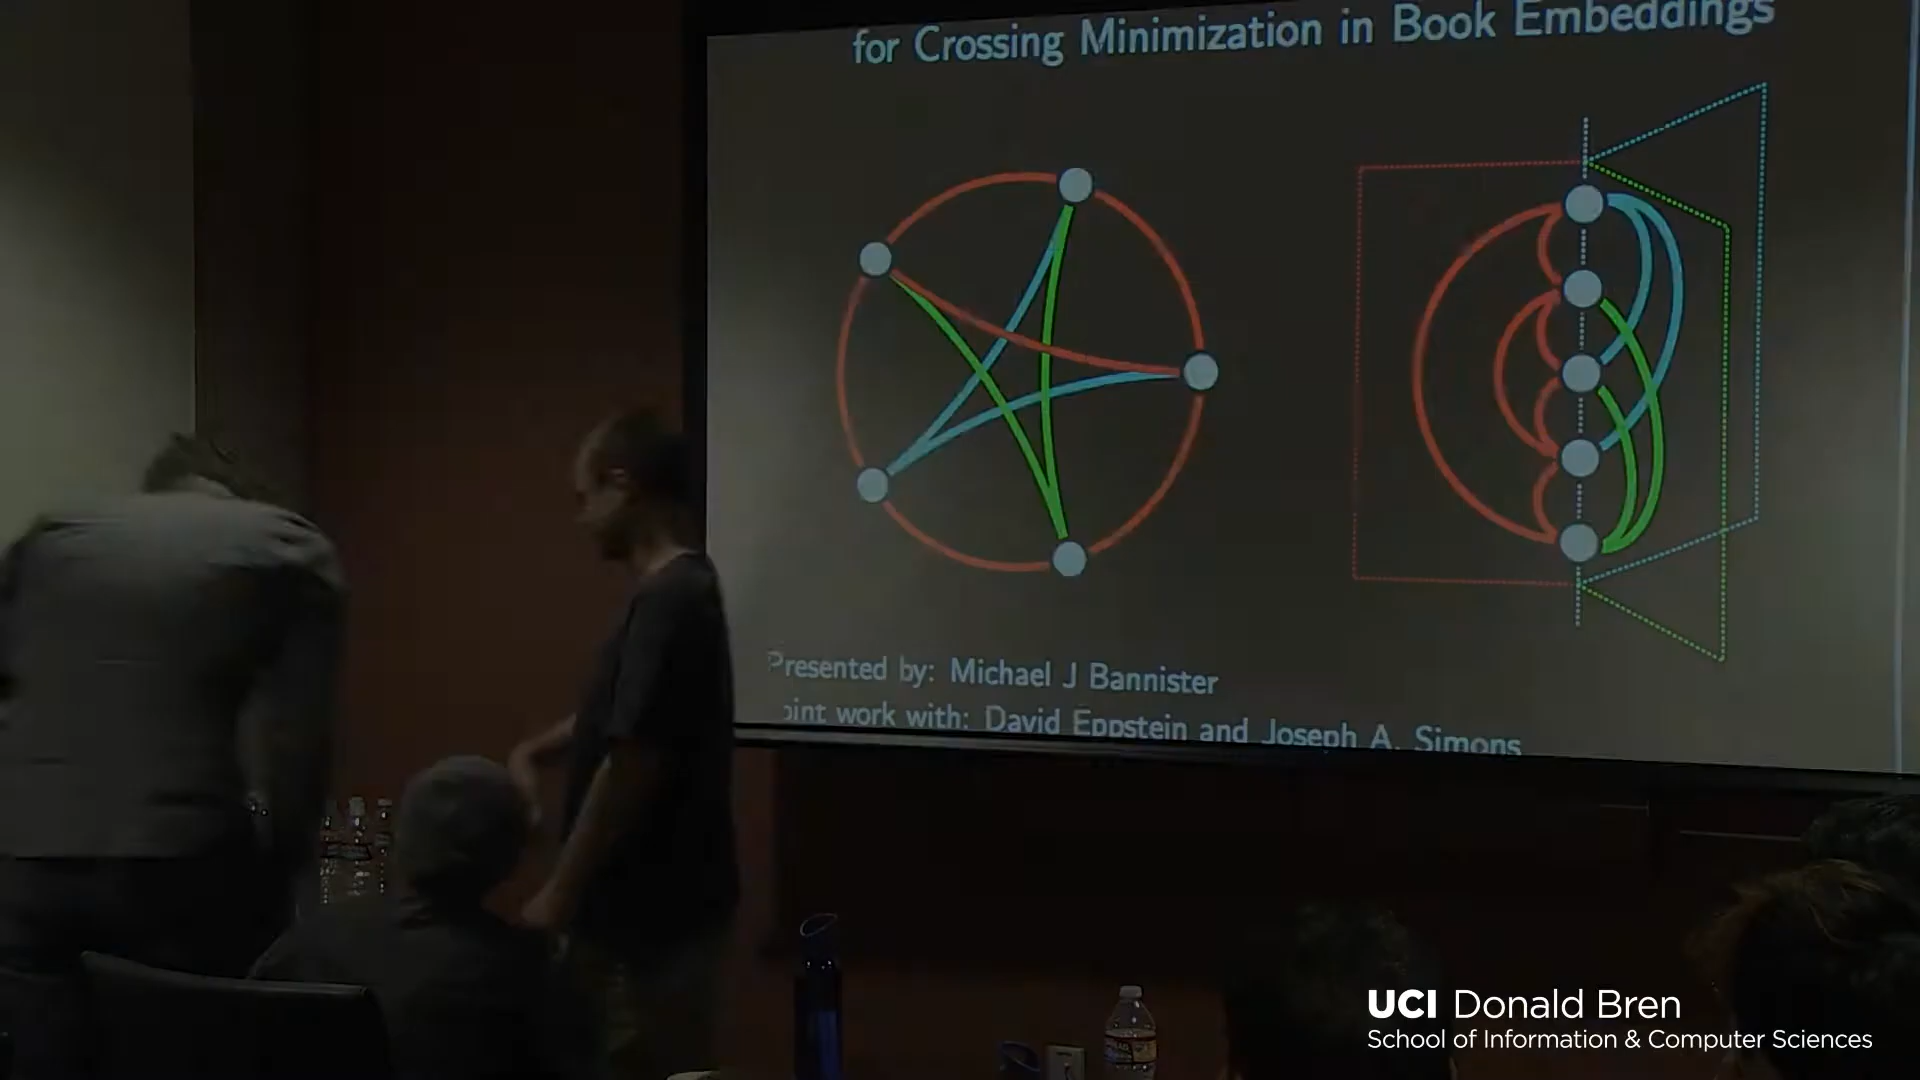 for Crossing Minimization in Book Embeddings
Presented by: Michael J Bannister
oint work with: David Eppstein and Joseph A. Simons
UCI Donald Bren
School of Information & Computer Sciences